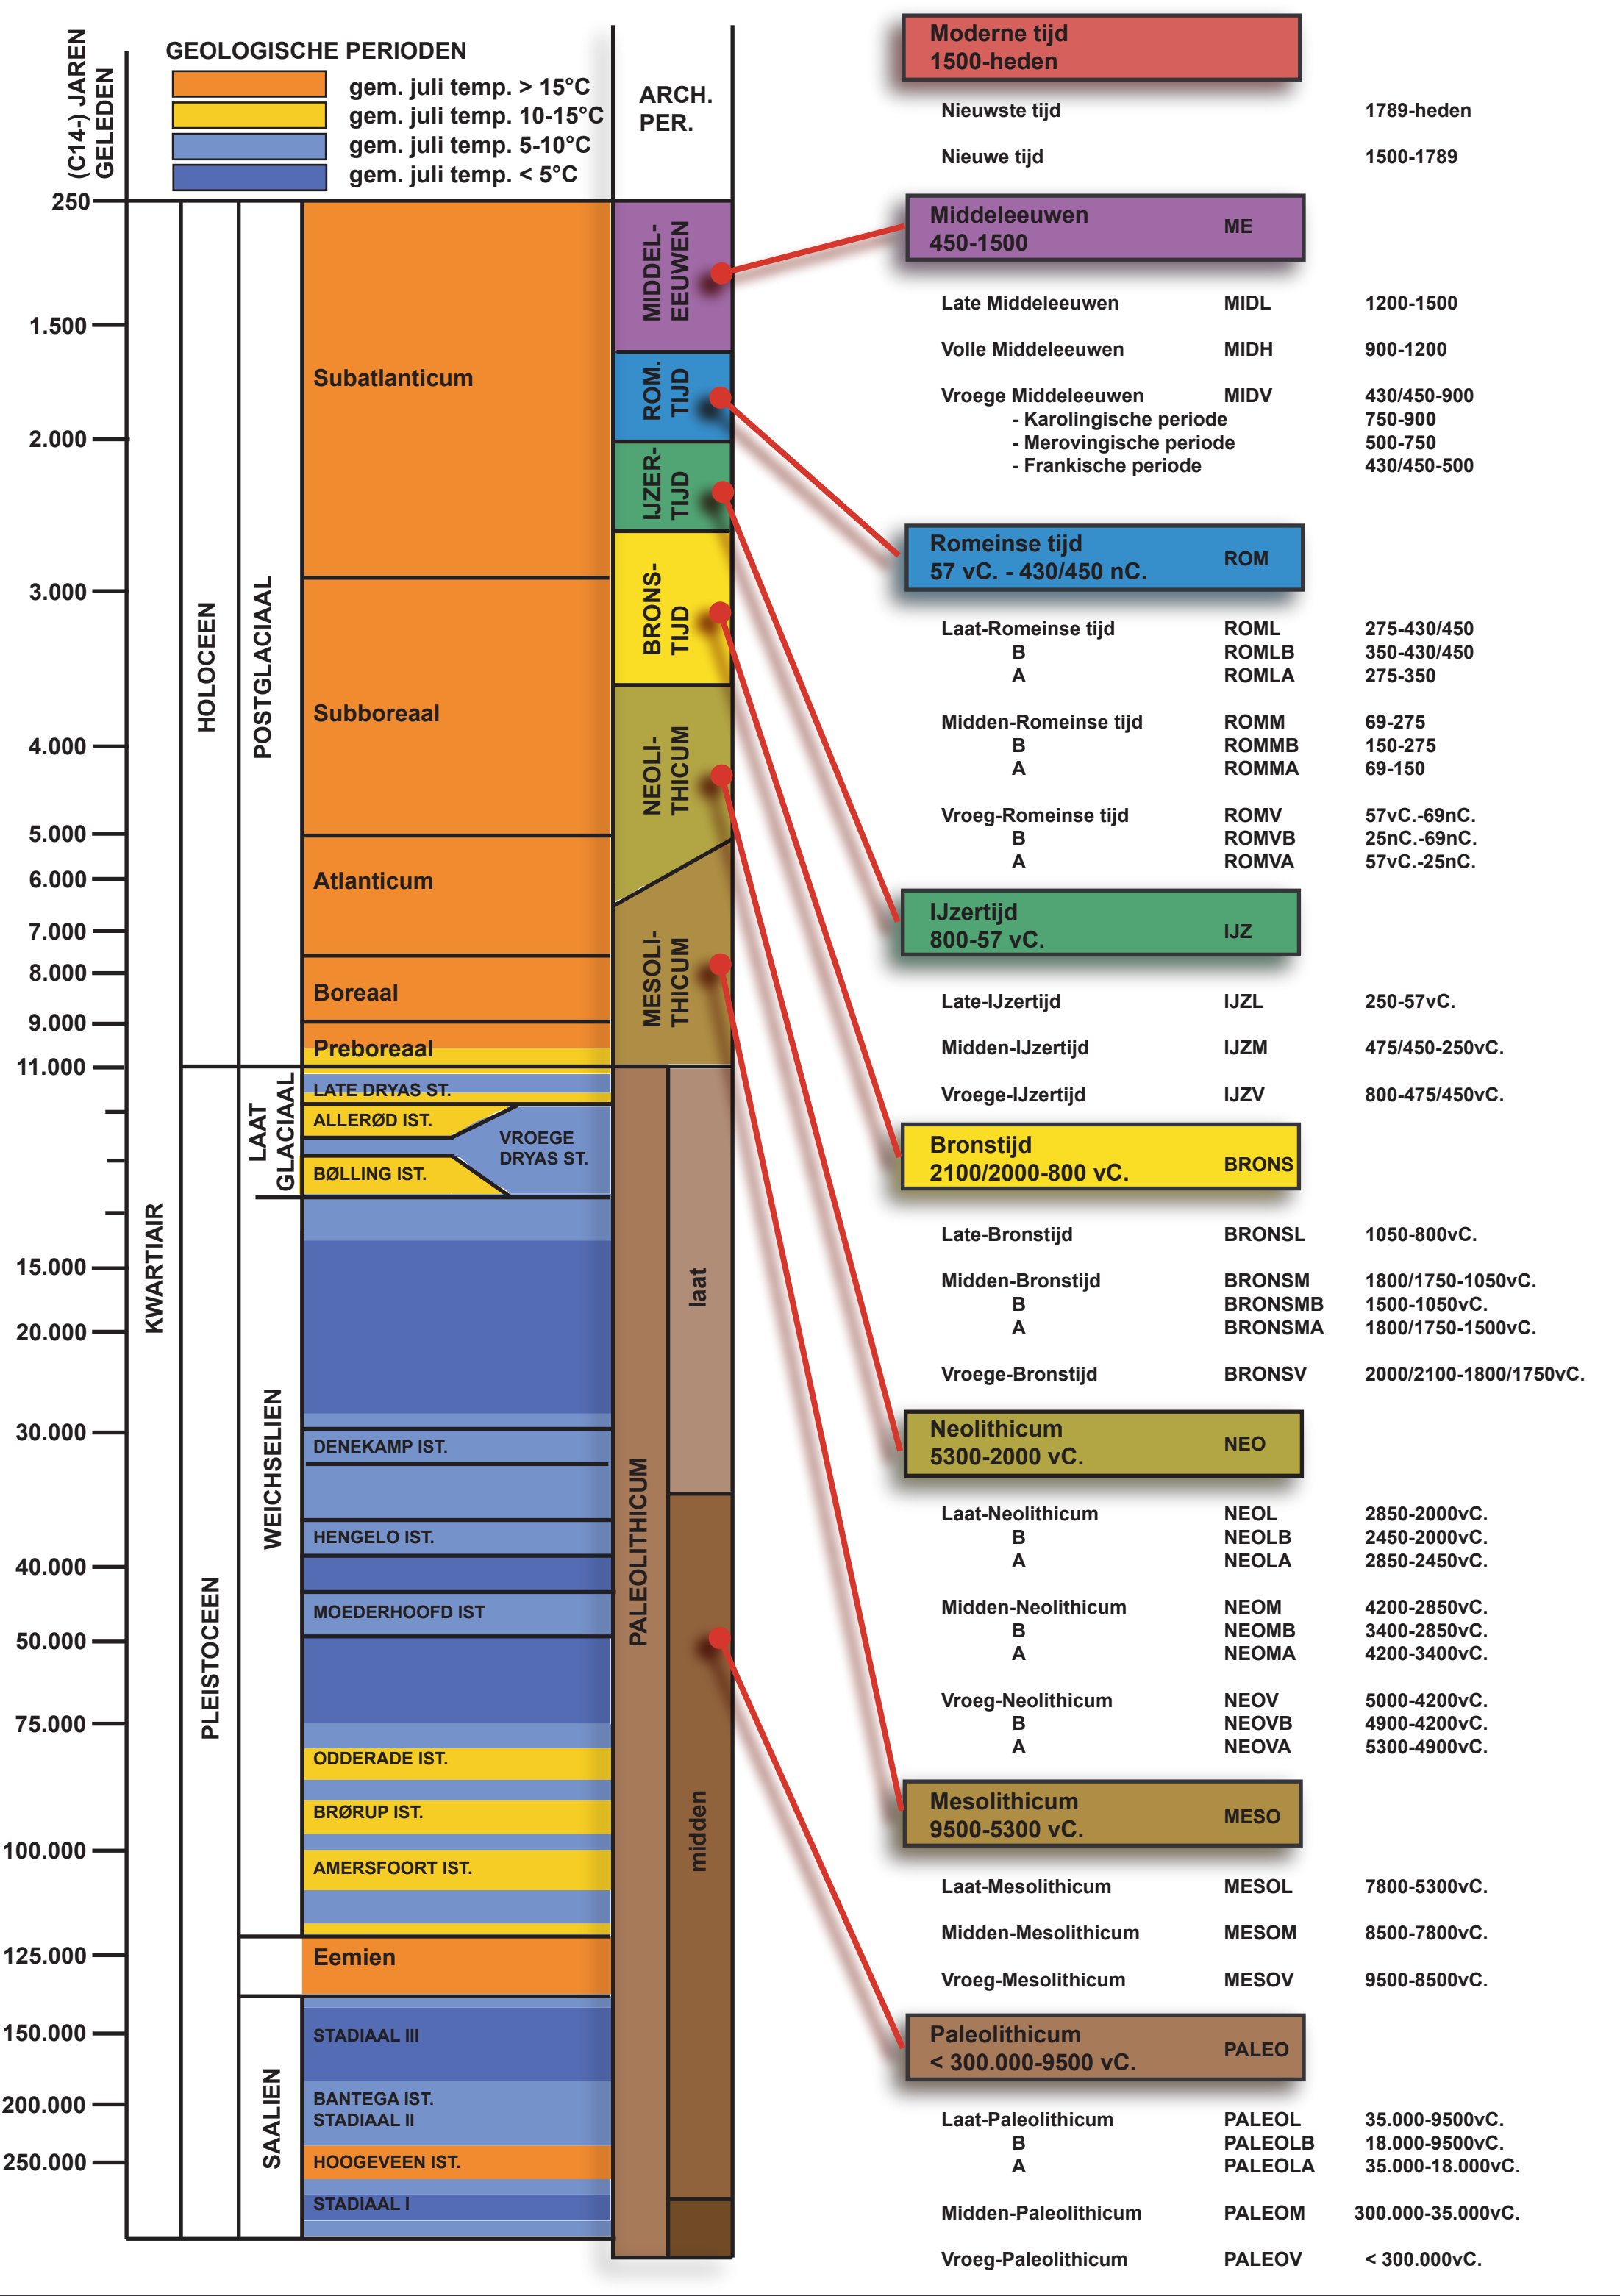 (C14-) JAREN
GELEDEN
GEOLOGISCHE PERIODEN
gem. juli temp. > 15°C
gem. juli temp. 10-15°C
gem. juli temp. 5-10°C
gem. juli temp. < 5°C
ARCH.
PER.
250
1.500
2.000
3.000
4.000
5.000
6.000
7.000
8.000
9.000
11.000
15.000
20.000
30.000
40.000
50.000
75.000
100.000
125.000
150.000
200.000
250.000
KWARTIAIR
HOLOCEEN
PLEISTOCEEN
POSTGLACIAAL
LAAT
GLACIAAL
WEICHSELIEN
SAALIEN
Subatlanticum
Subboreaal
Atlanticum
Boreaal
Preboreaal
LATE DRYAS ST.
ALLERØD IST.
VROEGE
DRYAS ST.
BØLLING IST.
DENEKAMP IST.
HENGELO IST.
MOEDERHOOFD IST
ODDERADE IST.
BRØRUP IST.
AMERSFOORT IST.
Eemien
STADIAAL III
BANTEGA IST.
STADIAAL II
HOOGEVEEN IST.
STADIAAL I
MIDDEL-
EEUWEN
ROM.
TIJD
IJZER-
TIJD
BRONS-
TIJD
NEOLI-
THICUM
MESOLI-
THICUM
PALEOLITHICUM
laat
midden
Moderne tijd
1500-heden
Nieuwste tijd 1789-heden
Nieuwe tijd 1500-1789
Middeleeuwen
450-1500 ME
Late Middeleeuwen MIDL 1200-1500
Volle Middeleeuwen MIDH 900-1200
Vroege Middeleeuwen MIDV 430/450-900
- Karolingische periode 750-900
- Merovingische periode 500-750
- Frankische periode 430/450-500
Romeinse tijd
57 vC. - 430/450 nC. ROM
Laat-Romeinse tijd ROML 275-430/450
B ROMLB 350-430/450
A ROMLA 275-350
Midden-Romeinse tijd ROMM 69-275
B ROMMB 150-275
A ROMMA 69-150
Vroeg-Romeinse tijd ROMV 57vC.-69nC.
B ROMVB 25nC.-69nC.
A ROMVA 57vC.-25nC.
IJzertijd
800-57 vC. IJZ
Late-IJzertijd IJZL 250-57vC.
Midden-IJzertijd IJZM 475/450-250vC.
Vroege-IJzertijd IJZV 800-475/450vC.
Bronstijd
2100/2000-800 vC. BRONS
Late-Bronstijd BRONSL 1050-800vC.
Midden-Bronstijd BRONSM 1800/1750-1050vC.
B BRONSMB 1500-1050vC.
A BRONSMA 1800/1750-1500vC.
Vroege-Bronstijd BRONSV 2000/2100-1800/1750vC.
Neolithicum
5300-2000 vC. NEO
Laat-Neolithicum NEOL 2850-2000vC.
B NEOLB 2450-2000vC.
A NEOLA 2850-2450vC.
Midden-Neolithicum NEOM 4200-2850vC.
B NEOMB 3400-2850vC.
A NEOMA 4200-3400vC.
Vroeg-Neolithicum NEOV 5000-4200vC.
B NEOVB 4900-4200vC.
A NEOVA 5300-4900vC.
Mesolithicum
9500-5300 vC. MESO
Laat-Mesolithicum MESOL 7800-5300vC.
Midden-Mesolithicum MESOM 8500-7800vC.
Vroeg-Mesolithicum MESOV 9500-8500vC.
Paleolithicum
< 300.000-9500 vC. PALEO
Laat-Paleolithicum PALEOL 35.000-9500vC.
B PALEOLB 18.000-9500vC.
A PALEOLA 35.000-18.000vC.
Midden-Paleolithicum PALEOM 300.000-35.000vC.
Vroeg-Paleolithicum PALEOV < 300.000vC.